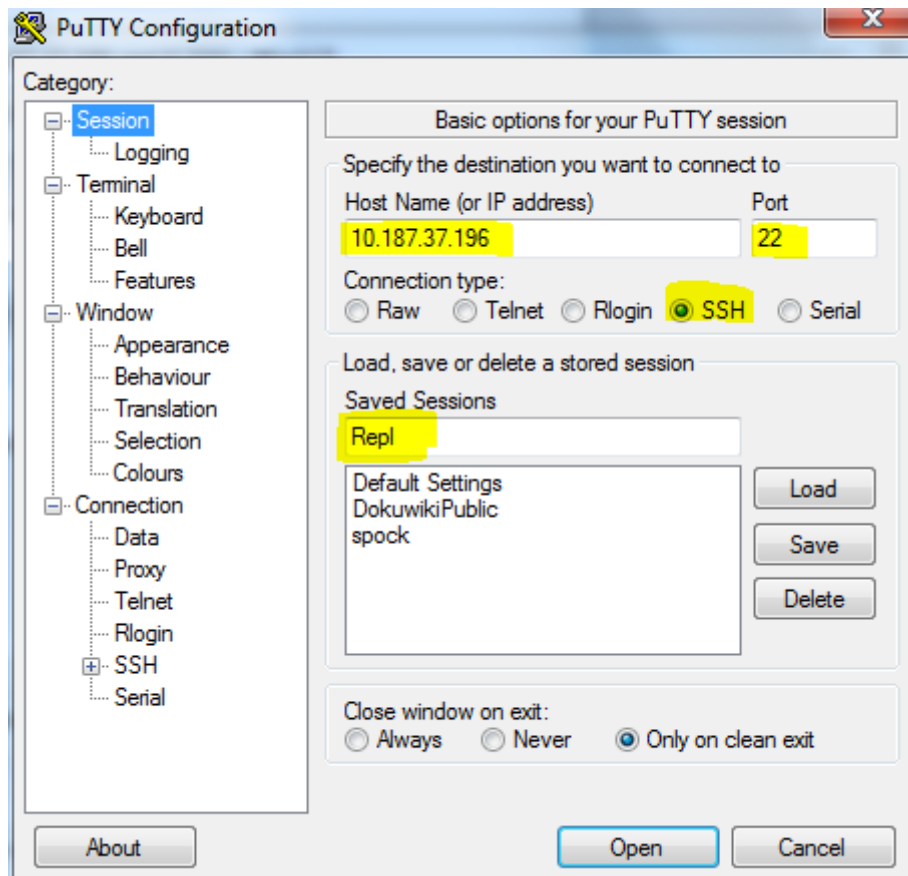 PuTTY Configuration
Category:
Session
Logging
Terminal
Keyboard
Bell
Features
Window
Appearance
Behaviour
Translation
Selection
Colours
Connection
Data
Proxy
Telnet
Rlogin
SSH
Serial
Basic options for your PuTTY session
Specify the destination you want to connect to
Host Name (or IP address) Port
10.187.37.196 22
Connection type:
Raw Telnet Rlogin SSH Serial
Load, save or delete a stored session
Saved Sessions
Repl
Default Settings
DokuwikiPublic
spock
Load
Save
Delete
Close window on exit:
Always Never Only on clean exit
About Open Cancel